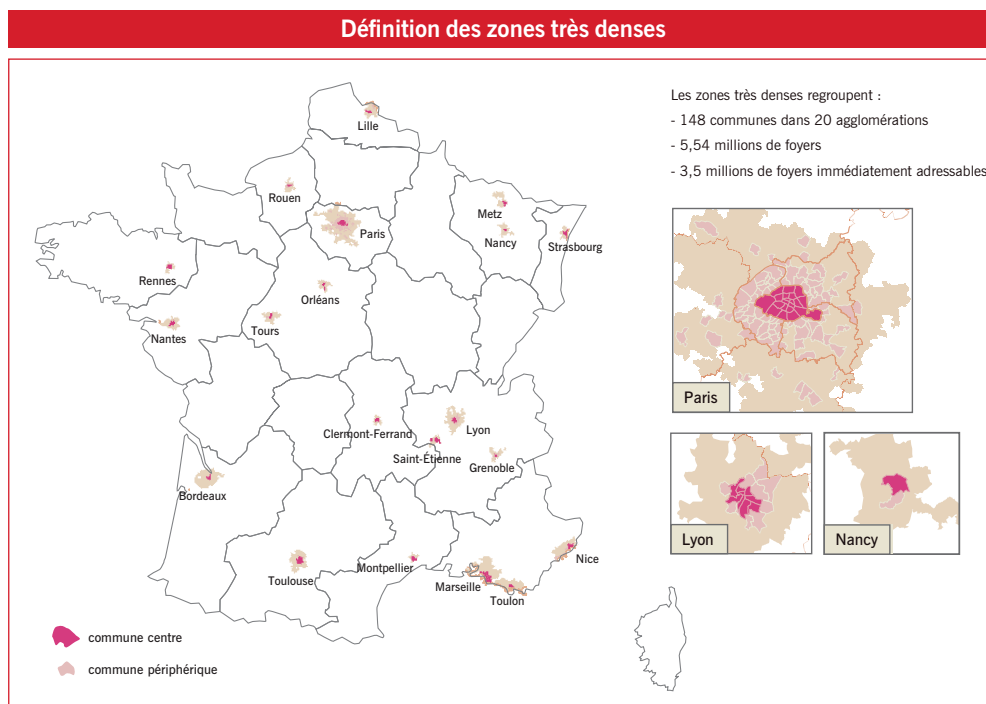 Définition des zones très denses
Les zones très denses regroupent :
- 148 communes dans 20 agglomérations
- 5,54 millions de foyers
- 3,5 millions de foyers immédiatement adressables
Lille
Rouen
Paris
Metz
Nancy
Strasbourg
Rennes
Orléans
Nantes
Tours
Clermont-Ferrand
Lyon
Saint-Étienne
Grenoble
Bordeaux
Toulouse
Montpellier
Marseille
Toulon
Nice
Paris
Lyon
Nancy
commune centre
commune périphérique